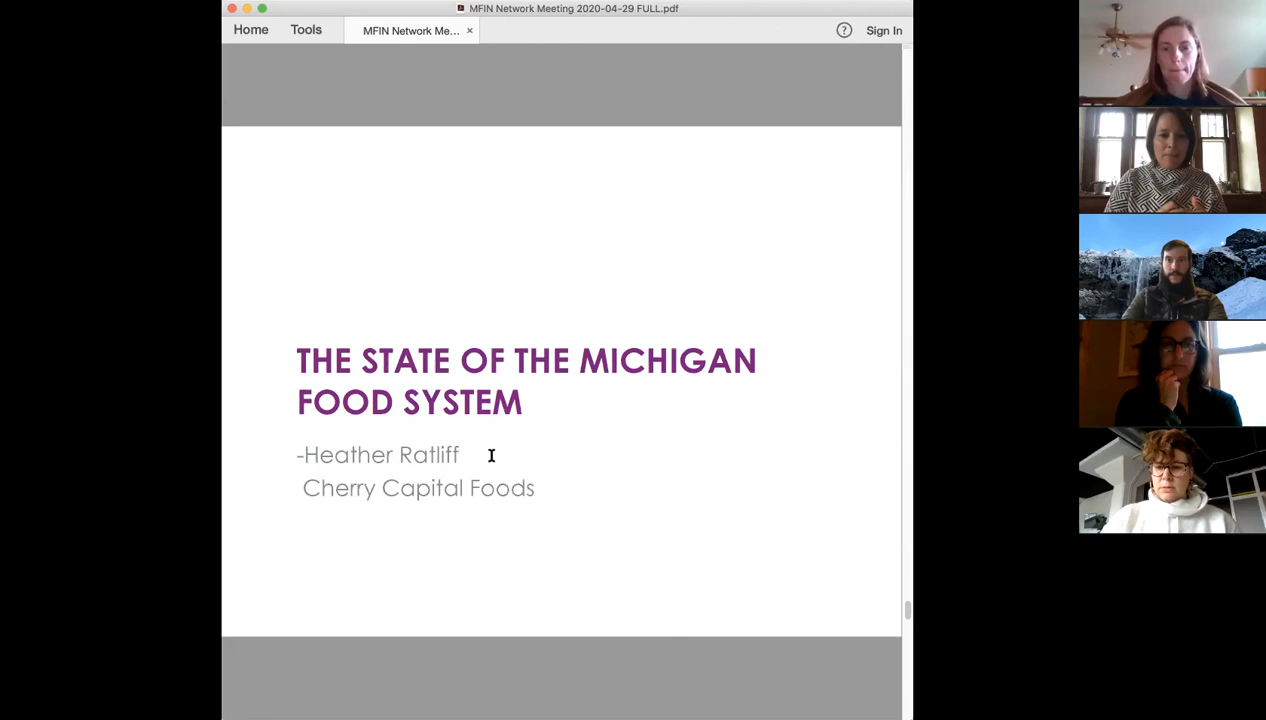 MFIN Network Meeting 2020-04-29 FULL.pdf
Home Tools MFIN Network Me... × ? Sign In
THE STATE OF THE MICHIGAN
FOOD SYSTEM
-Heather Ratliff
Cherry Capital Foods